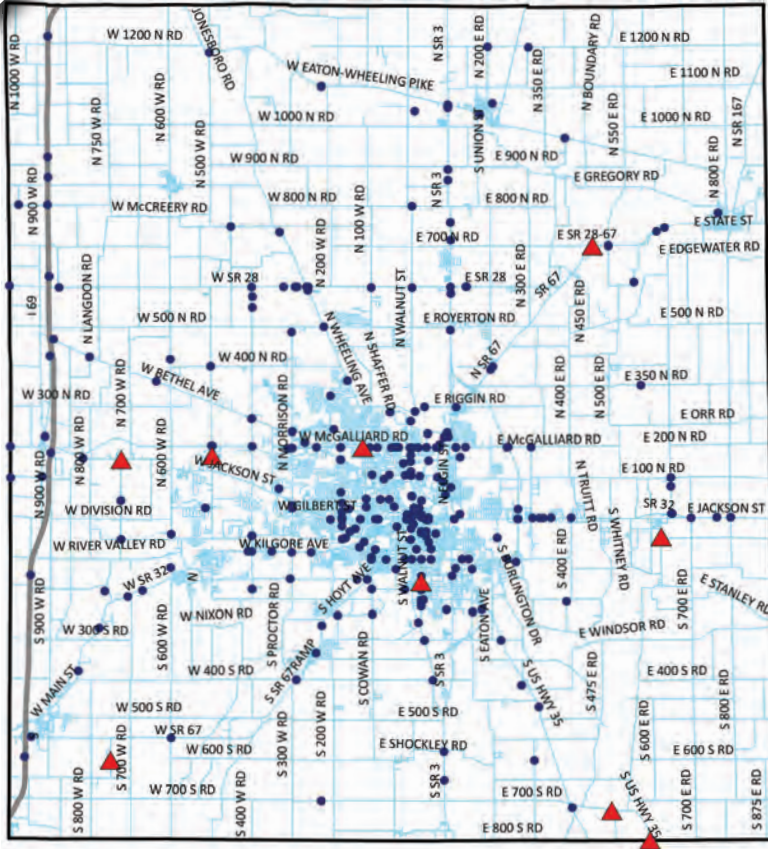 JONESBORO RD
W 1200 N RD
N SR 3
N 200 E RD
E 1200 N RD
N BOUNDARY RD
N 1000 W RD
W EATON-WHEELING PIKE
N 350 E RD
E 1100 N RD
N 750 W RD
N 600 W RD
W 1000 N RD
N 550 E RD
E 1000 N RD
N SR 167
N 500 W RD
W 900 N RD
S UNION ST
E 900 N RD
E GREGORY RD
N 800 E RD
N 900 W RD
W McCREERY RD
W 800 N RD
N 100 W RD
N SR 3
E 800 N RD
E STATE ST
N 200 W RD
E 700 N RD
E SR 28-67
E EDGEWATER RD
W SR 28
E SR 28
N 300 E RD
SR 67
I 69
N LANGDON RD
W 500 N RD
N WALNUT ST
E ROYERTON RD
N 450 E RD
E 500 N RD
N WHEELING AVE
N SHAFFER RD
W 400 N RD
N SR 67
W BETHEL AVE
N 400 E RD
N 500 E RD
E 350 N RD
W 300 N RD
N 700 W RD
N MORRISON RD
E RIGGIN RD
E ORR RD
N 800 W RD
N 600 W RD
W McGALLIARD RD
E McGALLIARD RD
E 200 N RD
N 900 W RD
W JACKSON ST
N ELGIN ST
N TRUITT RD
E 100 N RD
W DIVISION RD
W GILBERT ST
SR 32
E JACKSON ST
W RIVER VALLEY RD
W KILGORE AVE
S WALNUT ST
S WHITNEY RD
W SR 32
N
S HOYT AVE
S BURLINGTON DR
S 400 E RD
S 700 E RD
E STANLEY RD
S 900 W RD
W NIXON RD
S PROCTOR RD
S EATON AVE
W 300 S RD
S 600 W RD
E WINDSOR RD
S COWAN RD
W MAIN ST
W 400 S RD
S SR 67RAMP
S SR 3
S US HWY 35
S 475 E RD
E 400 S RD
S 800 E RD
W 500 S RD
E 500 S RD
S 600 E RD
W SR 67
S 700 W RD
W 600 S RD
S 300 W RD
S 200 W RD
E SHOCKLEY RD
E 600 S RD
S 800 W RD
W 700 S RD
S 400 W RD
S SR 3
E 700 S RD
S US HWY 35
S 700 E RD
S 875 E RD
E 800 S RD